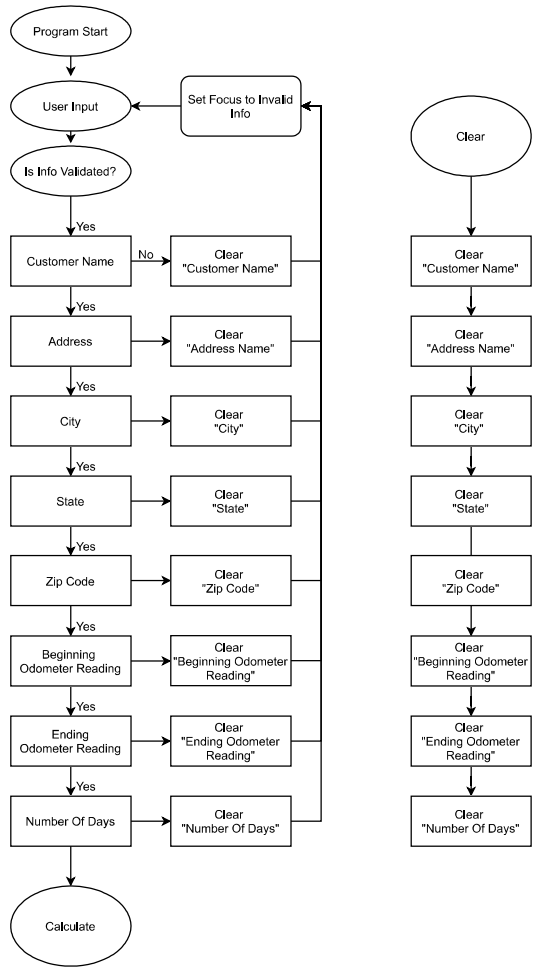 Program Start
User Input
Set Focus to Invalid
Info
Is Info Validated?
Yes
Customer Name
No
Clear
"Customer Name"
Yes
Address
Clear
"Address Name"
Yes
City
Clear
"City"
Yes
State
Clear
"State"
Yes
Zip Code
Clear
"Zip Code"
Yes
Beginning
Odometer Reading
Clear
"Beginning Odometer
Reading"
Yes
Ending
Odometer Reading
Clear
"Ending Odometer
Reading"
Yes
Number Of Days
Clear
"Number Of Days"
Calculate
Clear
Clear
"Customer Name"
Clear
"Address Name"
Clear
"City"
Clear
"State"
Clear
"Zip Code"
Clear
"Beginning Odometer
Reading"
Clear
"Ending Odometer
Reading"
Clear
"Number Of Days"